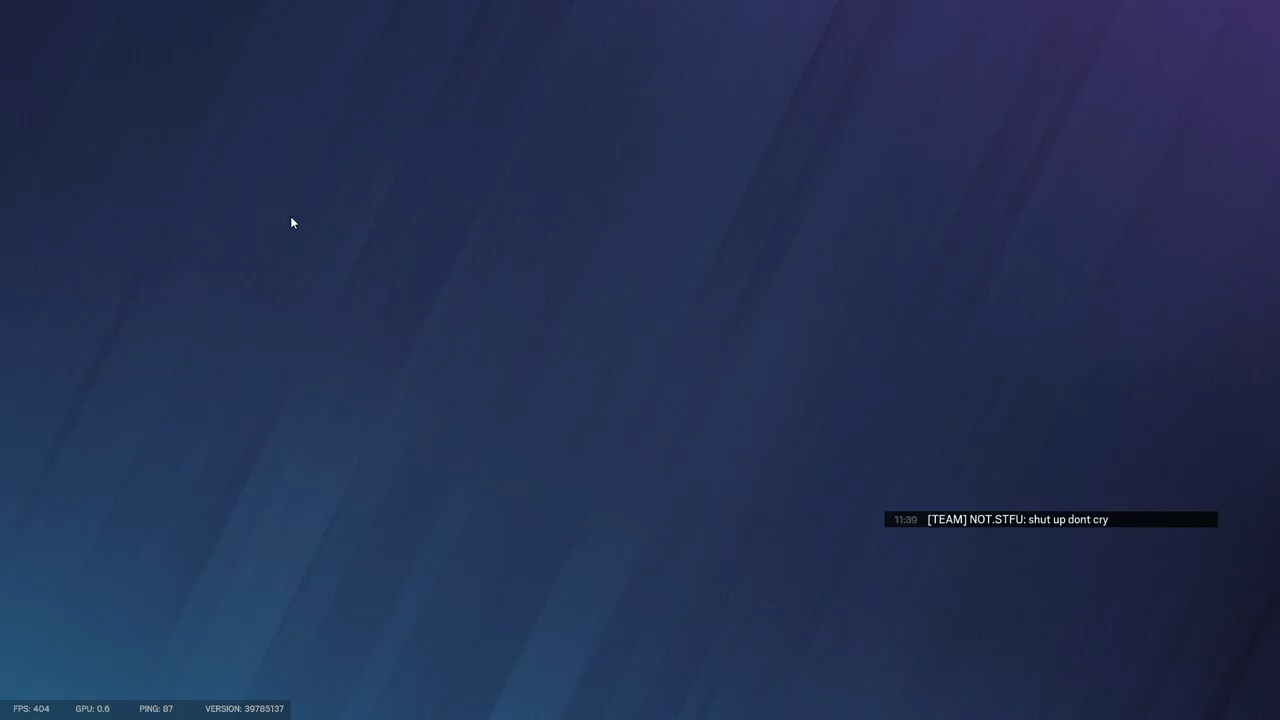 11:39 [TEAM] NOT.STFU: shut up dont cry
FPS: 404 GPU: 0.6 PING: 87 VERSION: 39785137